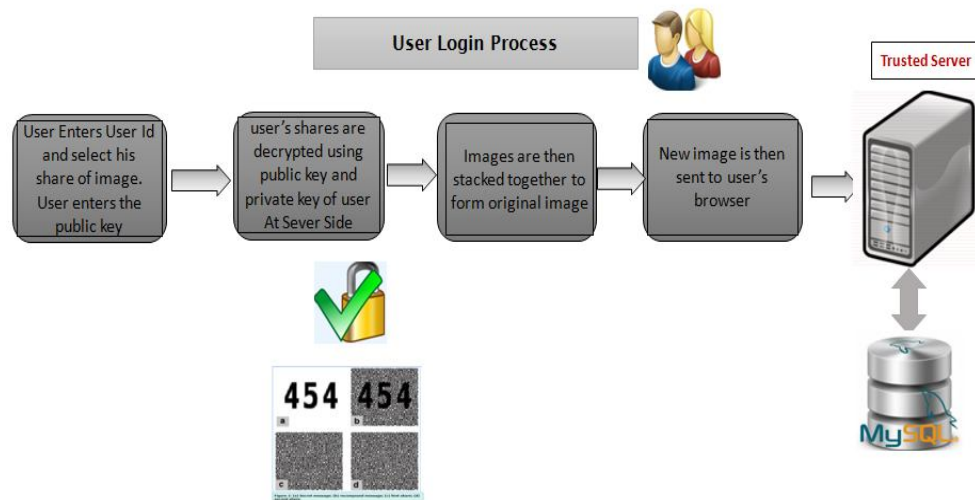 User Login Process
Trusted Server
User Enters User Id
and select his
share of image.
User enters the
public key
user's shares are
decrypted using
public key and
private key of user
At Sever Side
Images are then
stacked together to
form original image
New image is then
sent to user's
browser
454
a
454
b
c
d
MySQL